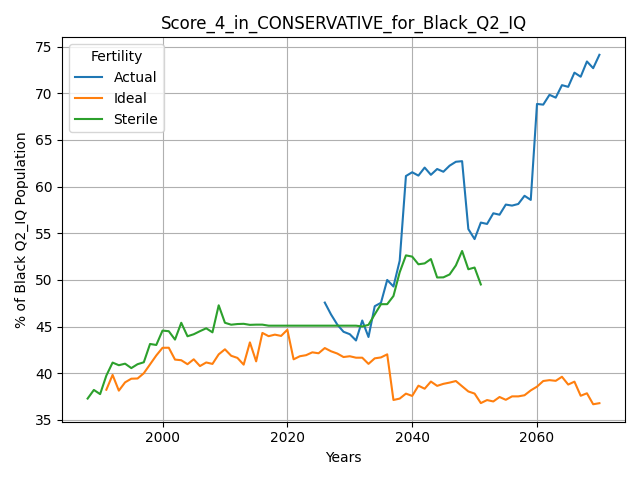 Score_4_in_CONSERVATIVE_for_Black_Q2_IQ
Fertility
Actual
Ideal
Sterile
% of Black Q2_IQ Population
75
70
65
60
55
50
45
40
35
2000
2020
2040
2060
Years